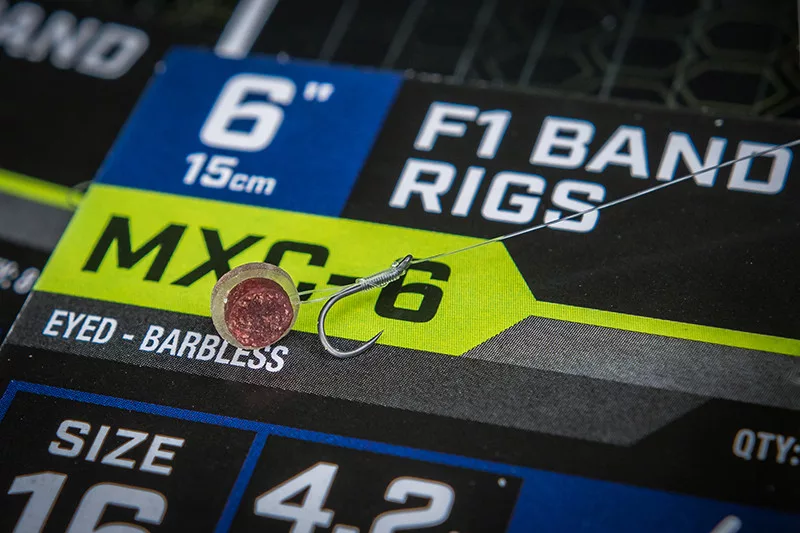 AND
6"
15cm
F1 BAND
RIGS
MXC-6
EYED - BARBLESS
SIZE
16
4.2
QTY: